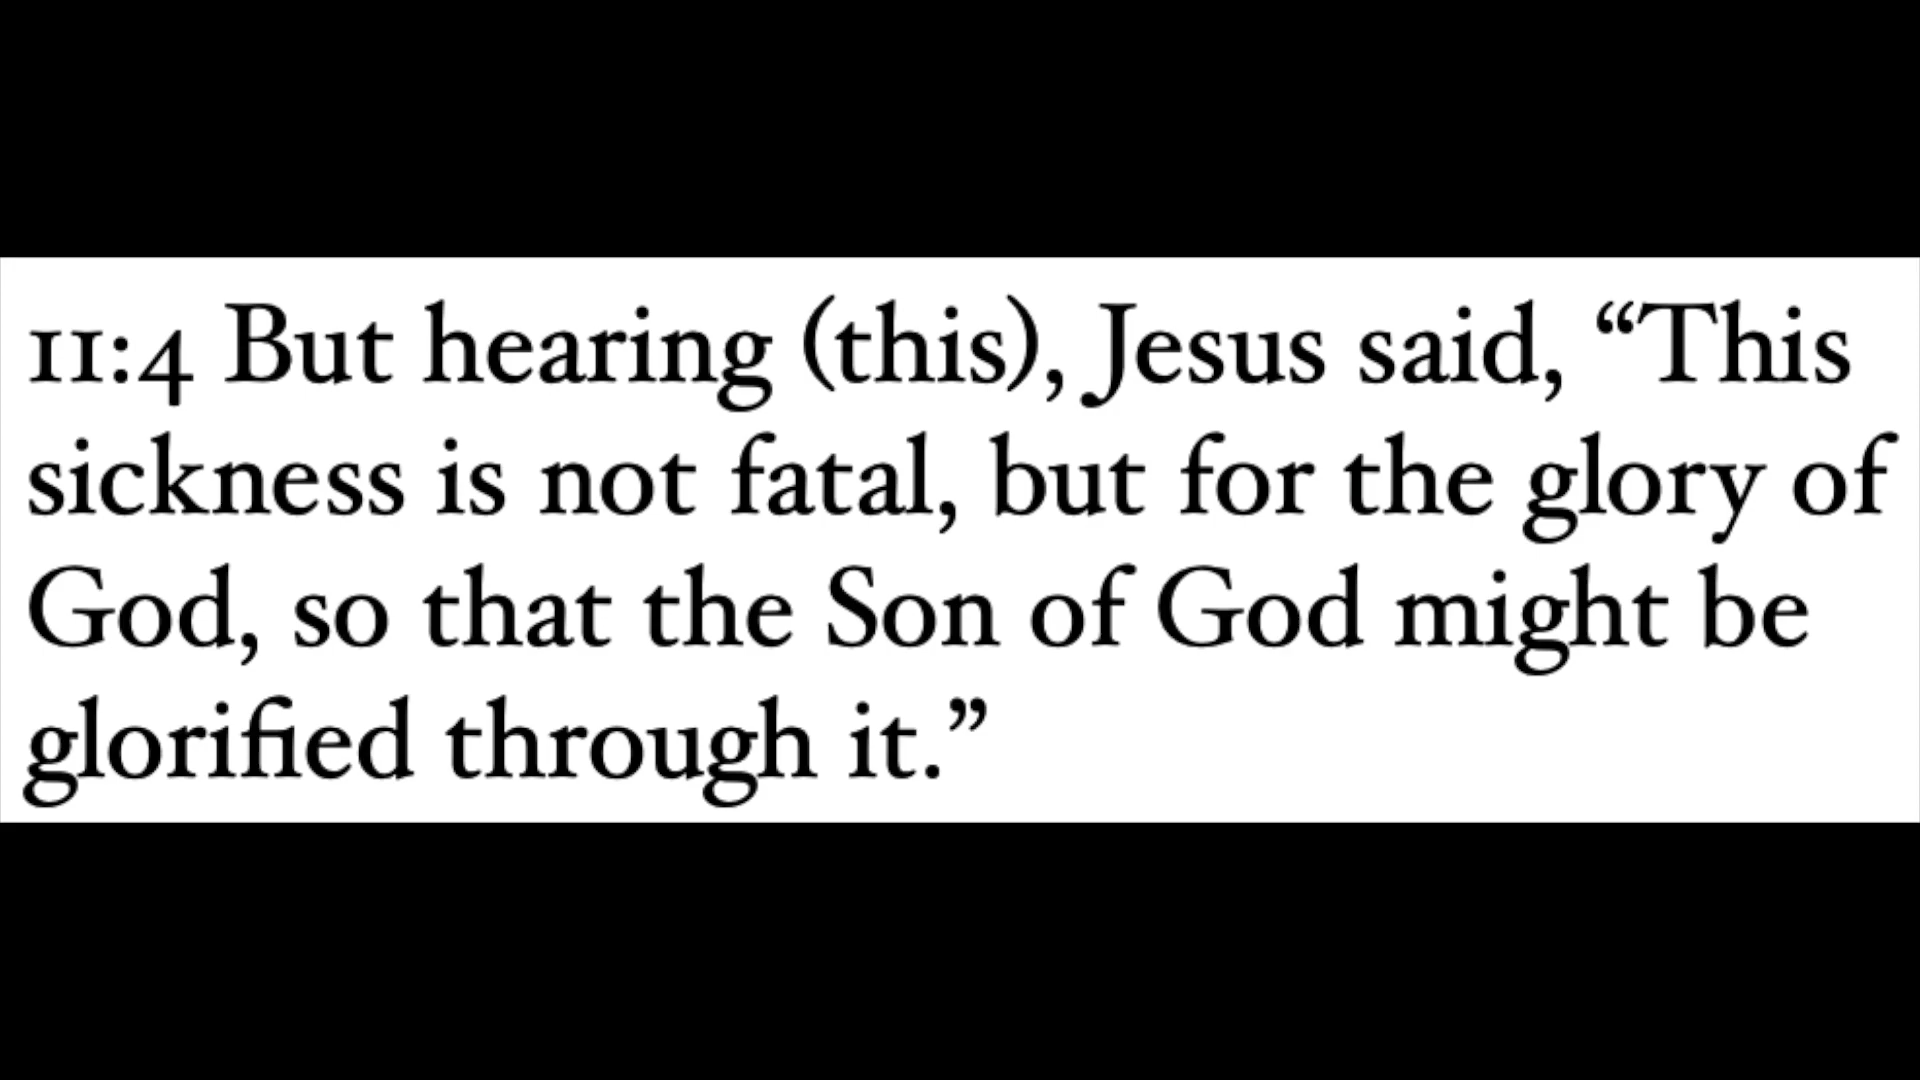 11:4 But hearing (this), Jesus said, “This
sickness is not fatal, but for the glory of
God, so that the Son of God might be
glorified through it.”